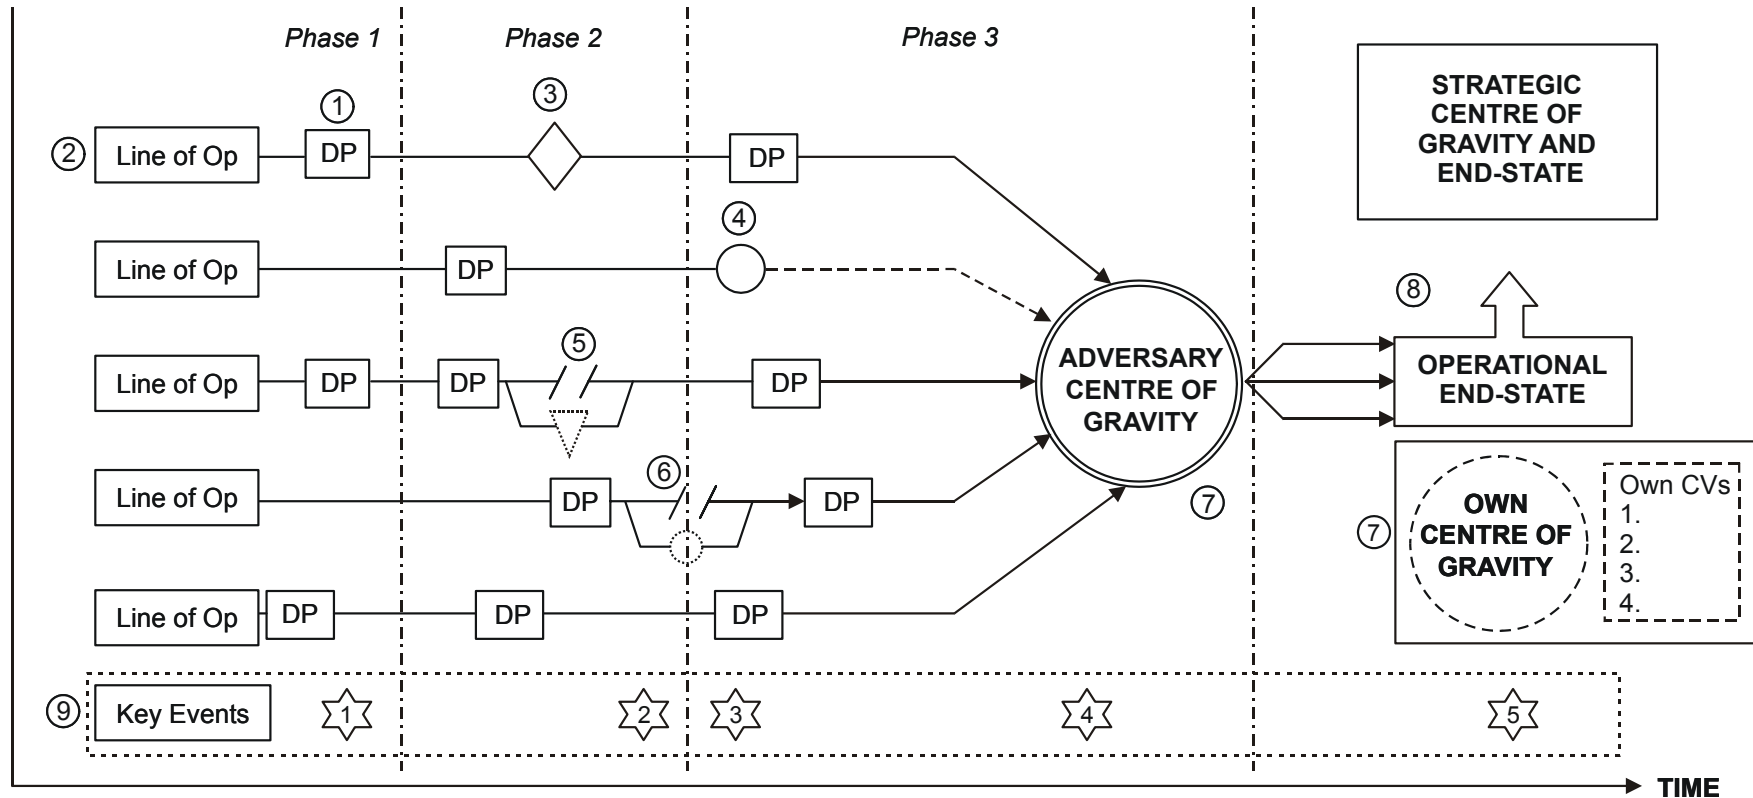 Phase 1
Phase 2
Phase 3
STRATEGIC
CENTRE OF
GRAVITY AND
END-STATE
1
3
2
Line of Op
DP
DP
4
Line of Op
DP
8
5
Line of Op
DP
DP
DP
ADVERSARY
CENTRE OF
GRAVITY
OPERATIONAL
END-STATE
6
Line of Op
DP
DP
7
7
OWN
CENTRE OF
GRAVITY
Own CVs
1.
2.
3.
4.
Line of Op
DP
DP
DP
9
Key Events
1
2
3
4
5
TIME